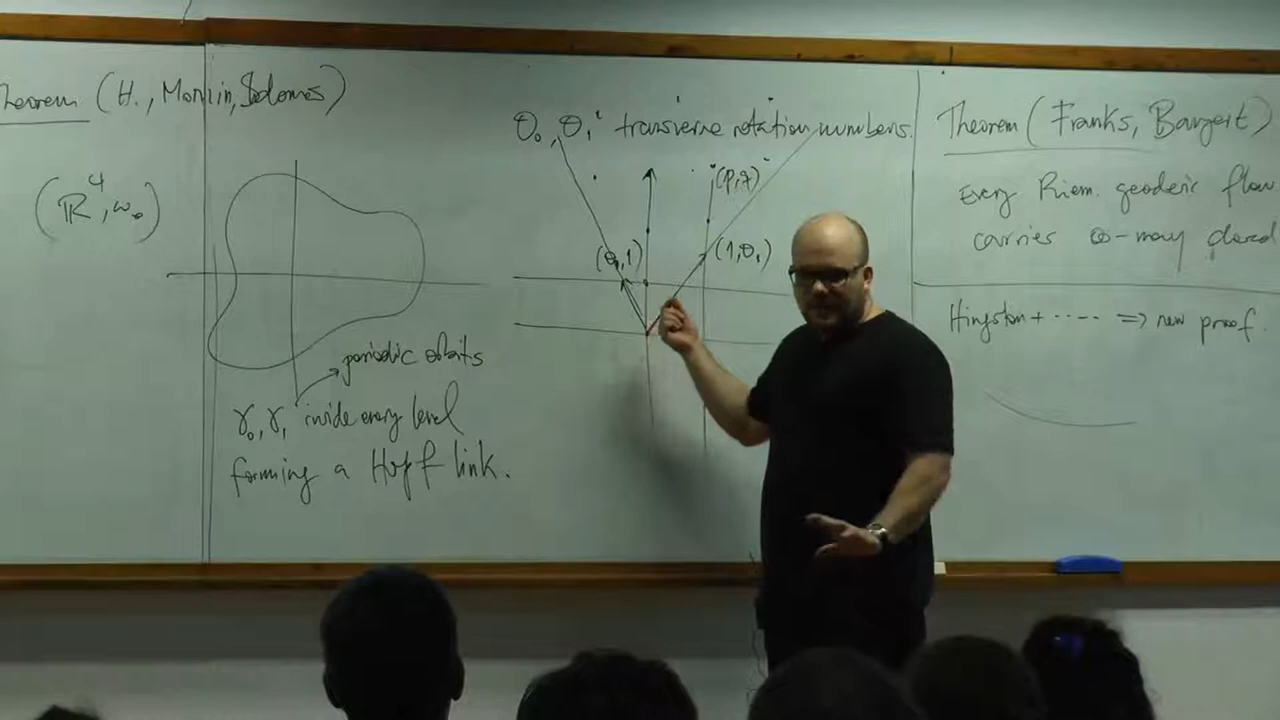 Theorem (H., Momin, Salomão)
(ℝ⁴, ω₀)
periodic orbits
γ₀, γ₁ inside every level
forming a Hopf link.
θ₀, θ₁ : transverse rotation numbers.
(p,q)
(θ₀,1)
(1,θ₁)
Theorem (Franks, Bangert)
Every Riem. geodesic flow
carries ∞-many closed
Hingston + ..... ⇒ new proof.